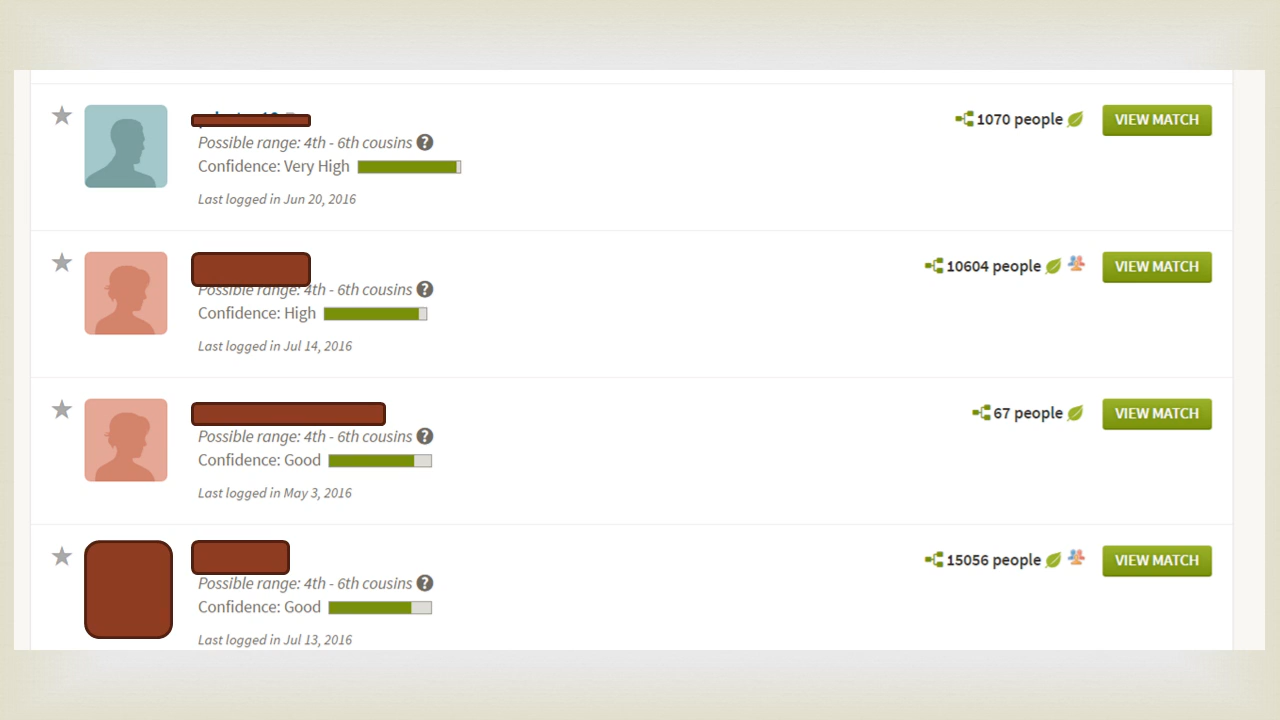 1070 people
VIEW MATCH
Possible range: 4th - 6th cousins ?
Confidence: Very High
Last logged in Jun 20, 2016
10604 people
VIEW MATCH
Possible range: 4th - 6th cousins ?
Confidence: High
Last logged in Jul 14, 2016
67 people
VIEW MATCH
Possible range: 4th - 6th cousins ?
Confidence: Good
Last logged in May 3, 2016
15056 people
VIEW MATCH
Possible range: 4th - 6th cousins ?
Confidence: Good
Last logged in Jul 13, 2016